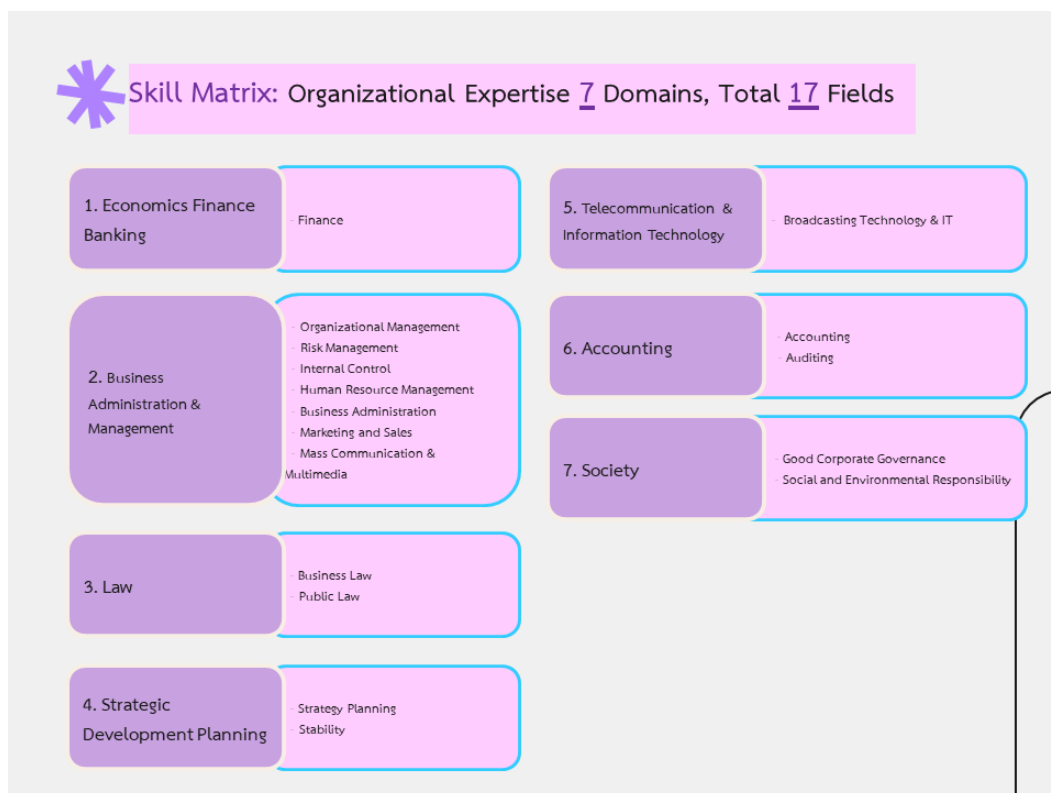 Skill Matrix: Organizational Expertise 7 Domains, Total 17 Fields
1. Economics Finance
Banking
- Finance
2. Business
Administration &
Management
- Organizational Management
- Risk Management
- Internal Control
- Human Resource Management
- Business Administration
- Marketing and Sales
- Mass Communication &
Multimedia
3. Law
- Business Law
- Public Law
4. Strategic
Development Planning
- Strategy Planning
- Stability
5. Telecommunication &
Information Technology
- Broadcasting Technology & IT
6. Accounting
- Accounting
- Auditing
7. Society
- Good Corporate Governance
- Social and Environmental Responsibility